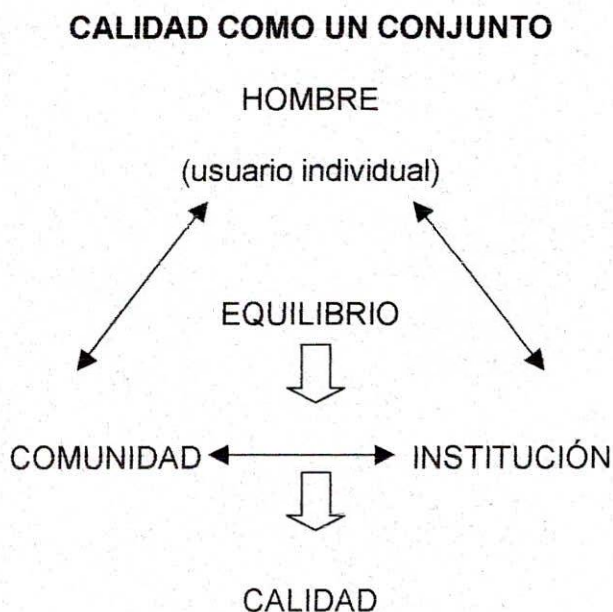 CALIDAD COMO UN CONJUNTO
HOMBRE
(usuario individual)
EQUILIBRIO
COMUNIDAD INSTITUCIÓN
CALIDAD